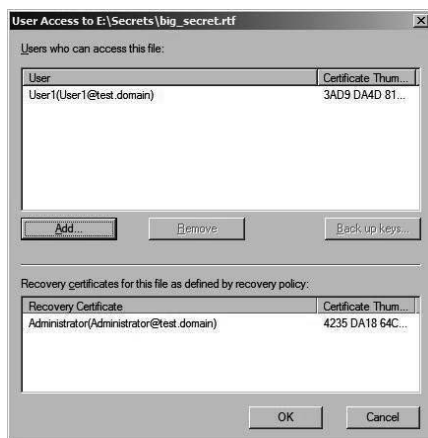 User Access to E:\Secrets\big_secret.rtf
Users who can access this file:
User Certificate Thum...
User1(User1@test.domain) 3AD9 DA4D 81...
Add... Remove Back up keys...
Recovery certificates for this file as defined by recovery policy:
Recovery Certificate Certificate Thum...
Administrator(Administrator@test.domain) 4235 DA18 64C...
OK Cancel